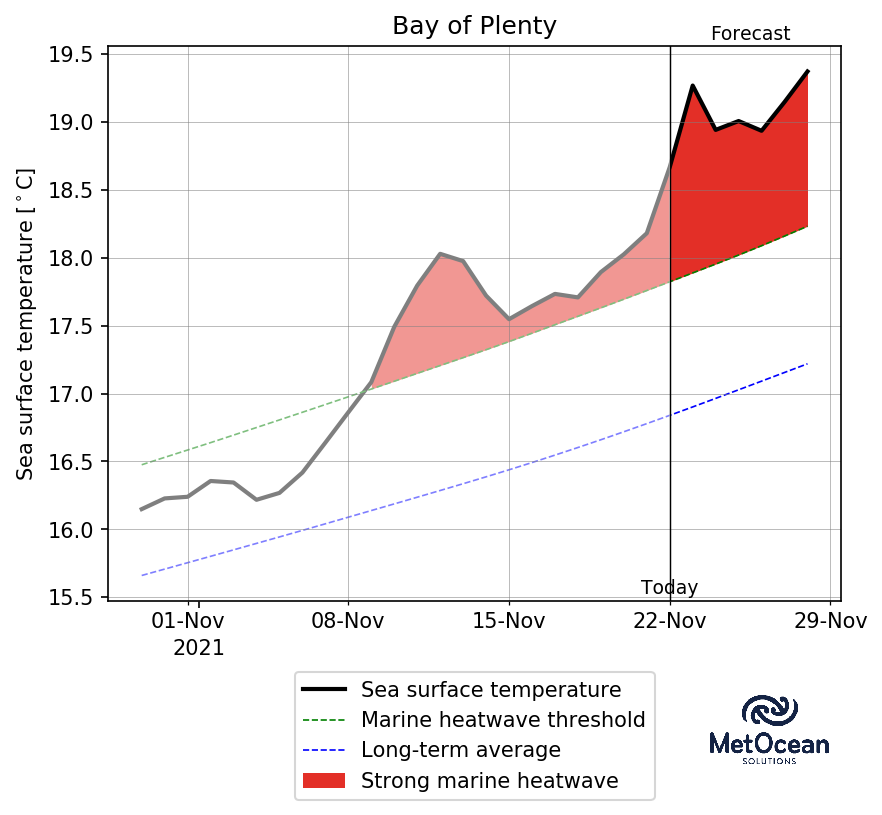 Bay of Plenty
Forecast
Sea surface temperature [°C]
19.5
19.0
18.5
18.0
17.5
17.0
16.5
16.0
15.5
Today
01-Nov 08-Nov 15-Nov 22-Nov 29-Nov
2021
Sea surface temperature
Marine heatwave threshold
Long-term average
Strong marine heatwave
MetOcean
SOLUTIONS